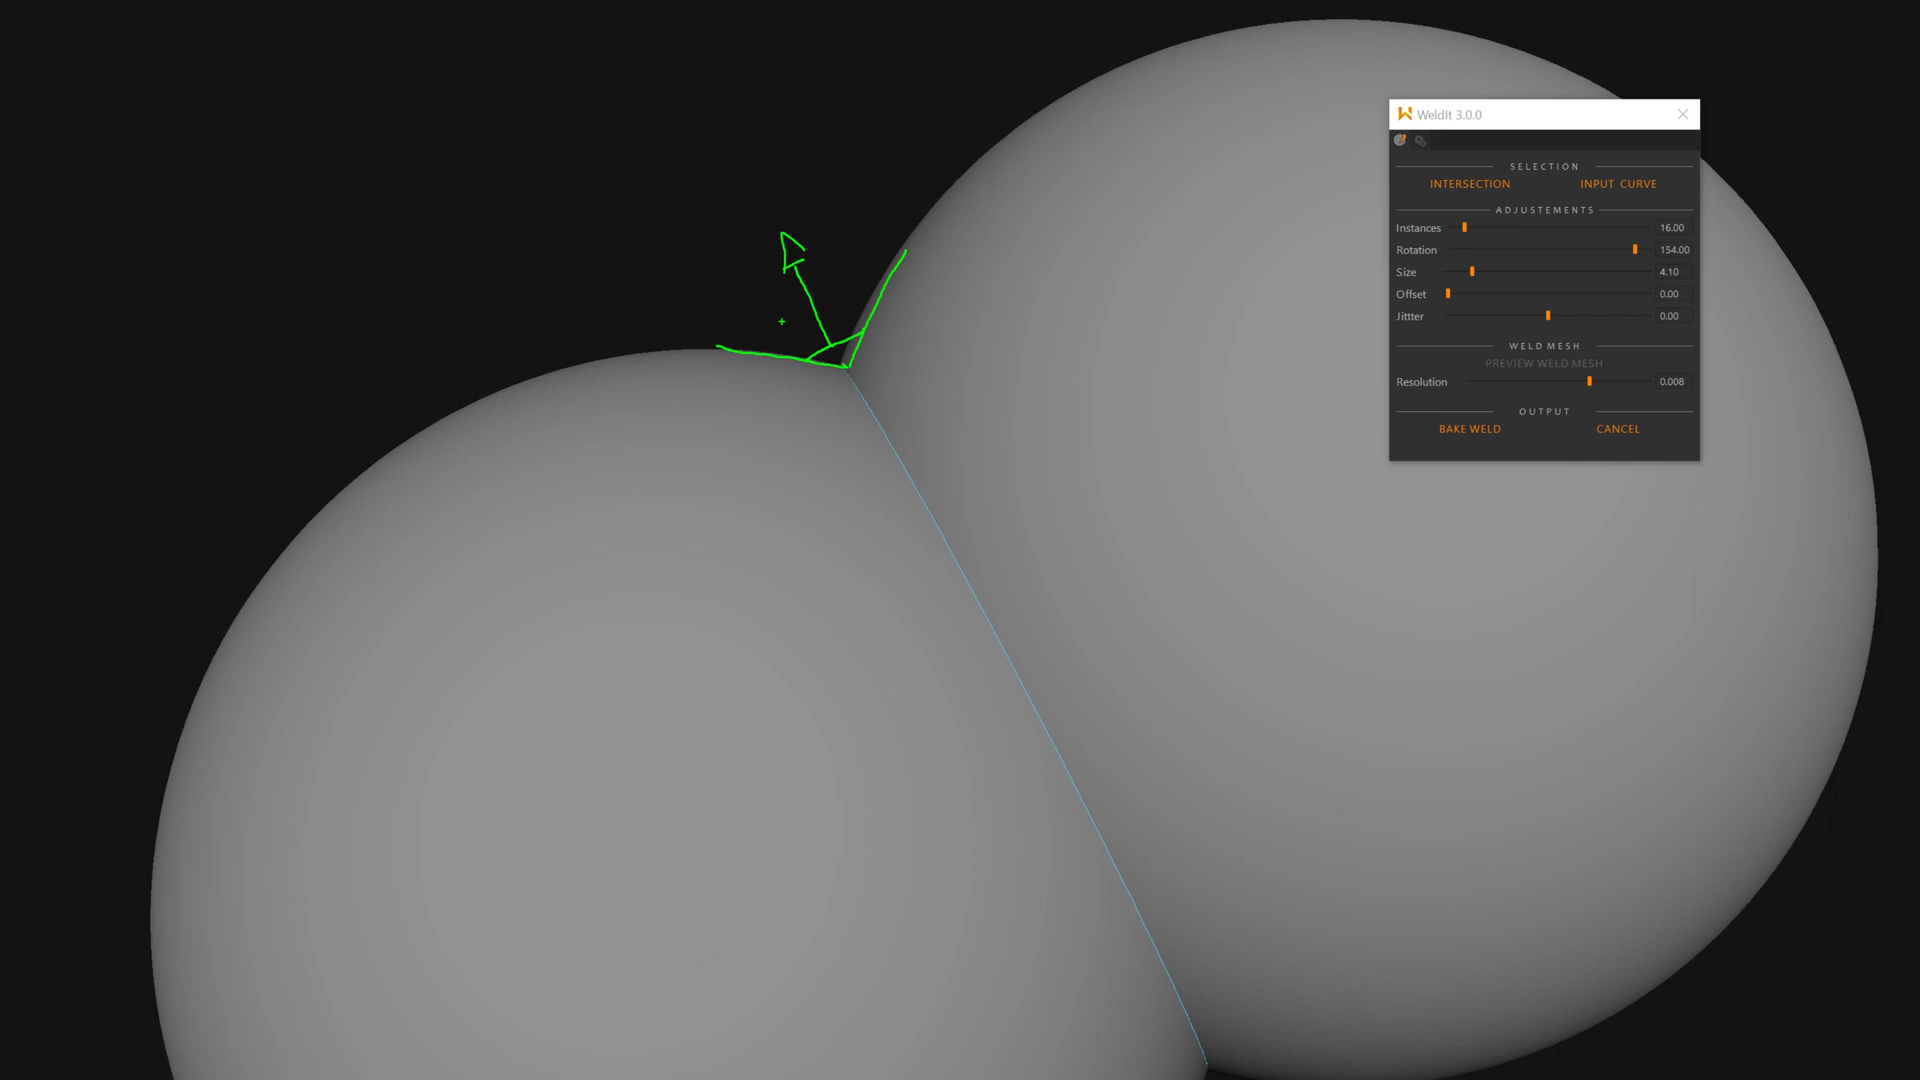 WeldIt 3.0.0
SELECTION
INTERSECTION INPUT CURVE
ADJUSTEMENTS
Instances 16.00
Rotation 154.00
Size 4.10
Offset 0.00
Jittter 0.00
WELD MESH
PREVIEW WELD MESH
Resolution 0.008
OUTPUT
BAKE WELD CANCEL